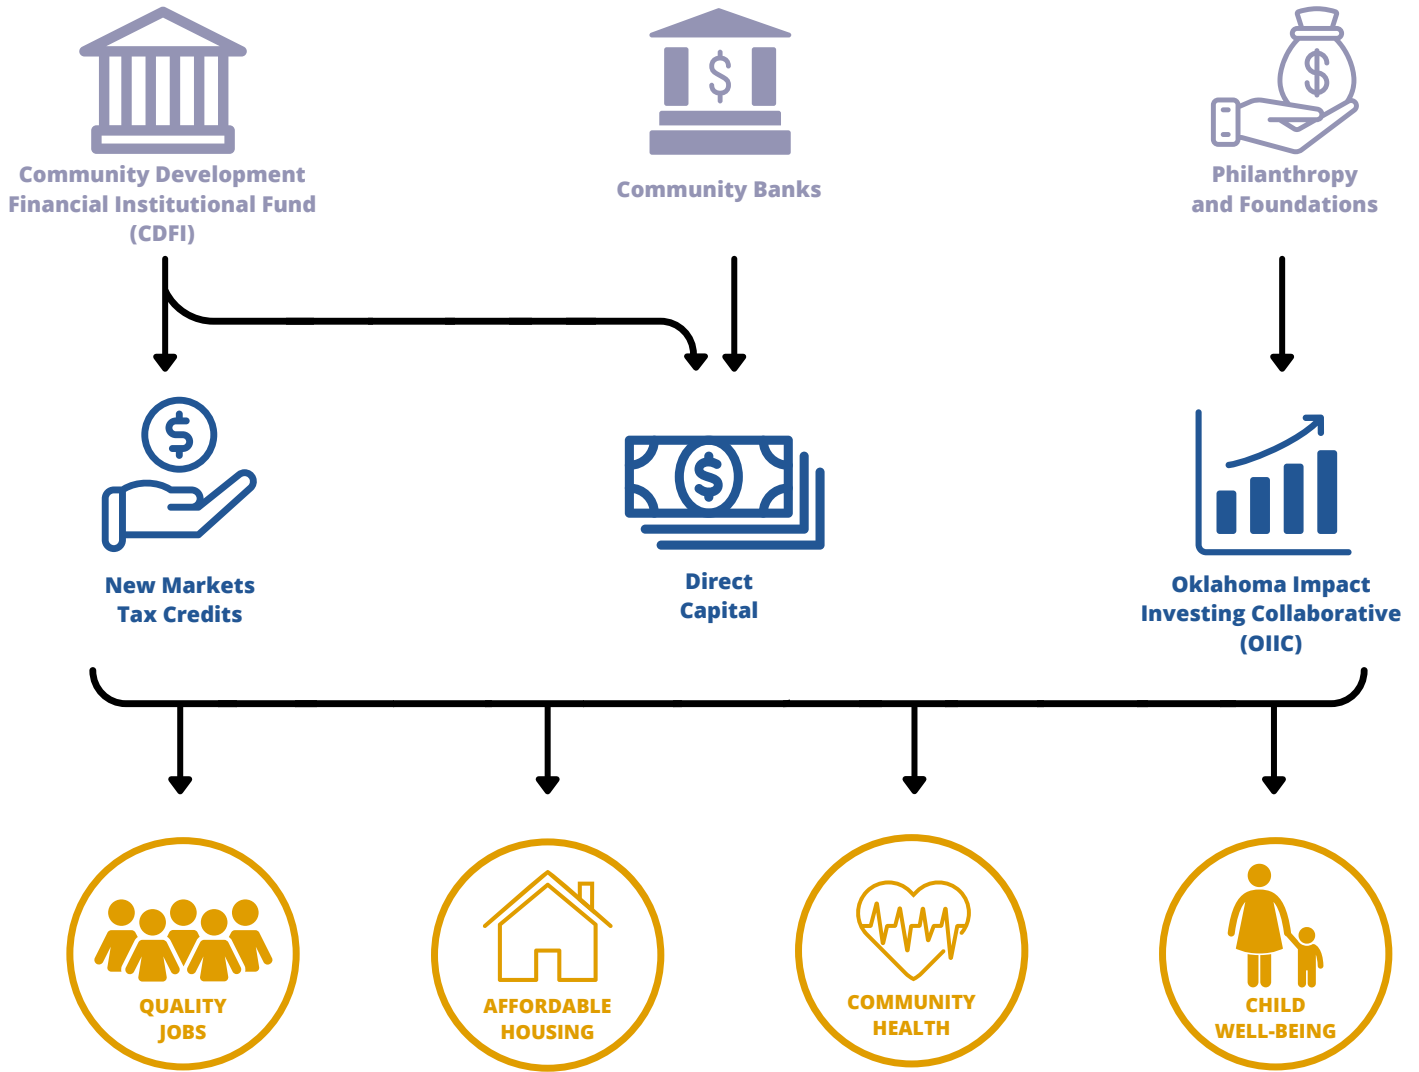 $
$
Community Development
Financial Institutional Fund
(CDFI)
Community Banks
Philanthropy
and Foundations
$
$
New Markets
Tax Credits
Direct
Capital
Oklahoma Impact
Investing Collaborative
(OIIC)
QUALITY
JOBS
AFFORDABLE
HOUSING
COMMUNITY
HEALTH
CHILD
WELL-BEING